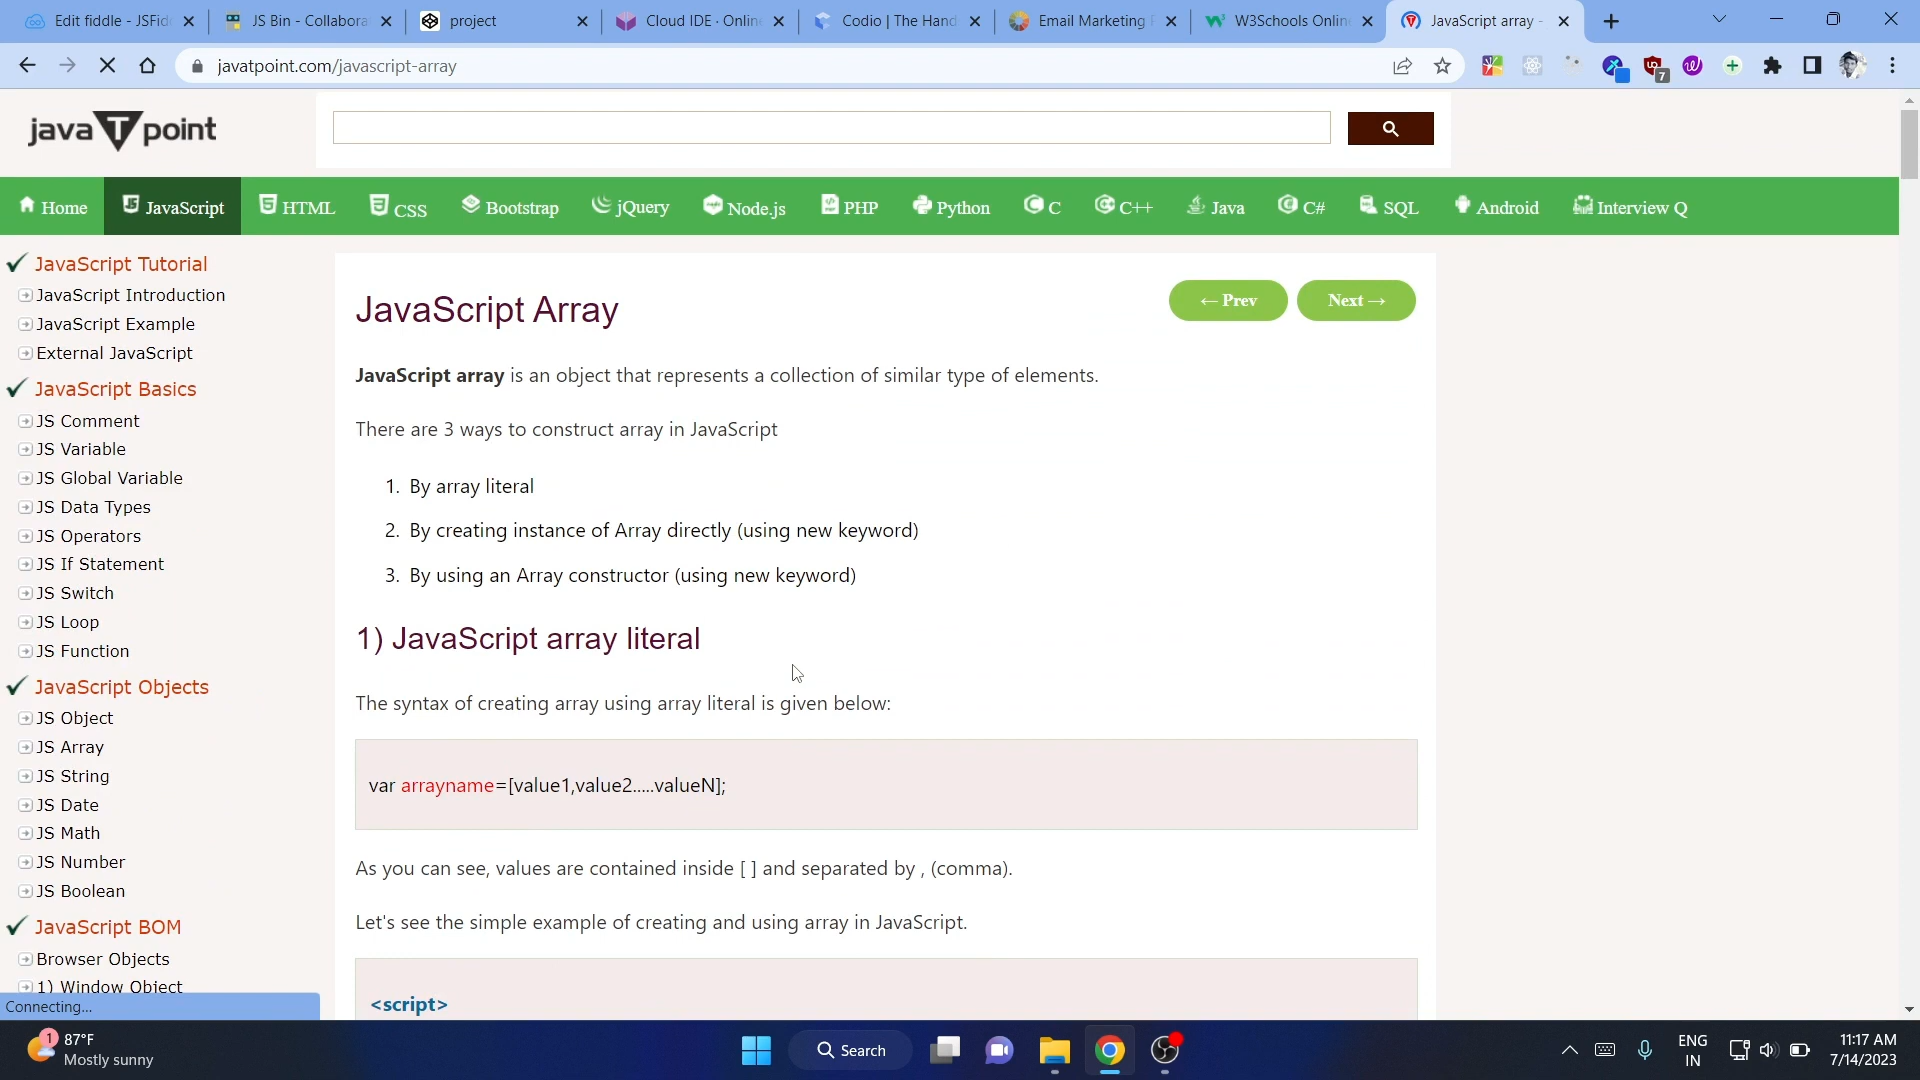 Edit fiddle - JSFid
JS Bin - Collabora
project
Cloud IDE · Onlin
Codio | The Hand
Email Marketing
W3Schools Onlin
JavaScript array -
javatpoint.com/javascript-array
7
javaTpoint
Home
JavaScript
HTML
CSS
Bootstrap
jQuery
Node.js
PHP
Python
C
C++
Java
C#
SQL
Android
Interview Q
JavaScript Tutorial
JavaScript Introduction
JavaScript Example
External JavaScript
JavaScript Basics
JS Comment
JS Variable
JS Global Variable
JS Data Types
JS Operators
JS If Statement
JS Switch
JS Loop
JS Function
JavaScript Objects
JS Object
JS Array
JS String
JS Date
JS Math
JS Number
JS Boolean
JavaScript BOM
Browser Objects
1) Window Object
Connecting...
← Prev
Next →
JavaScript Array
JavaScript array is an object that represents a collection of similar type of elements.
There are 3 ways to construct array in JavaScript
1. By array literal
2. By creating instance of Array directly (using new keyword)
3. By using an Array constructor (using new keyword)
1) JavaScript array literal
The syntax of creating array using array literal is given below:
var arrayname=[value1,value2.....valueN];
As you can see, values are contained inside [ ] and separated by , (comma).
Let's see the simple example of creating and using array in JavaScript.
<script>
1
87°F
Mostly sunny
Search
ENG
IN
11:17 AM
7/14/2023